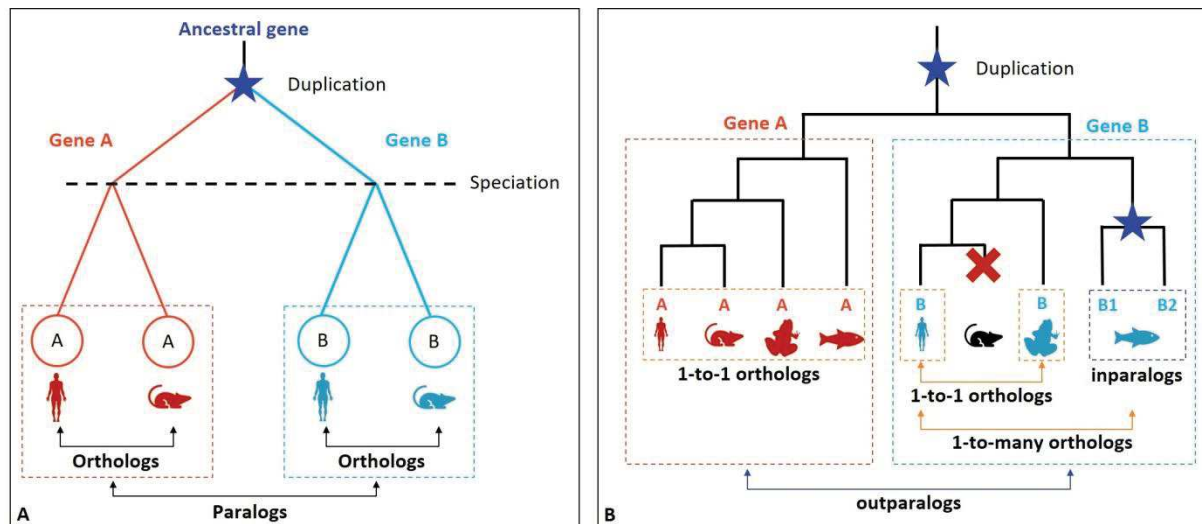 Ancestral gene
Duplication
Gene A
Gene B
Speciation
A
A
B
B
Orthologs
Orthologs
Paralogs
A
Duplication
Gene A
Gene B
A
A
A
A
B
B
B1
B2
1-to-1 orthologs
inparalogs
1-to-1 orthologs
1-to-many orthologs
outparalogs
B